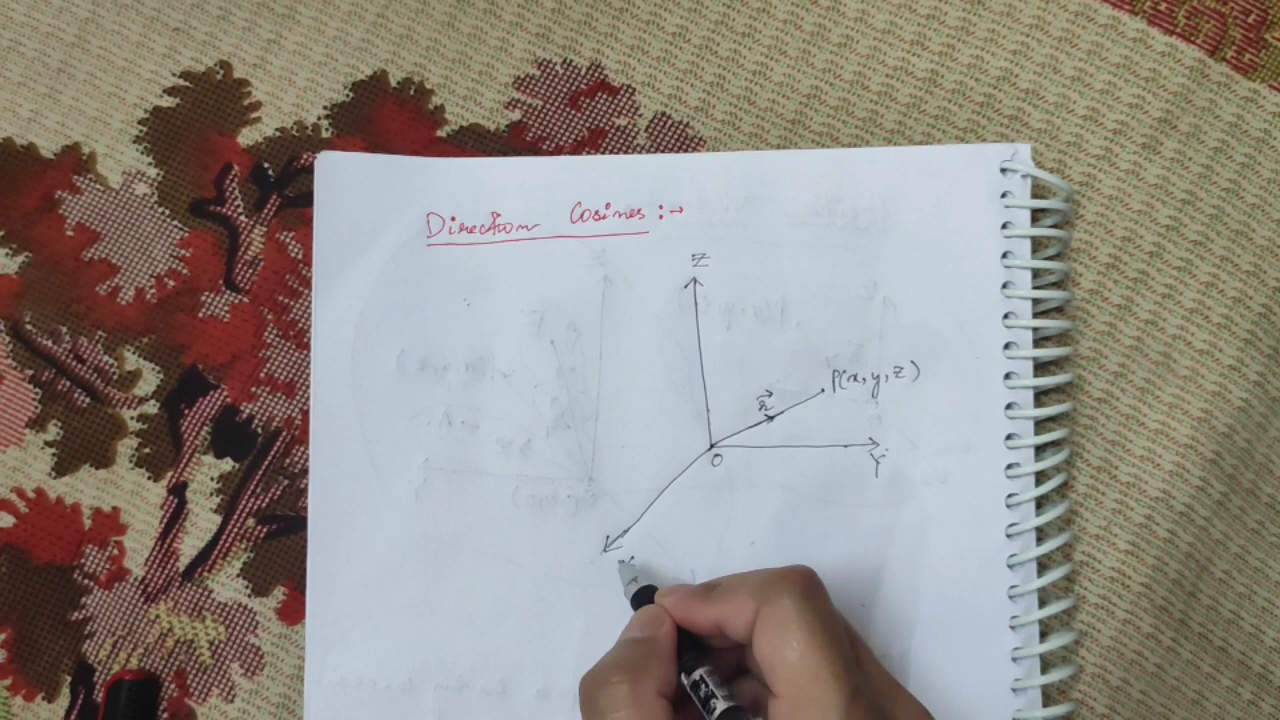 Direction Cosines :→
Z
P(x, y, z)
r
y
O
x